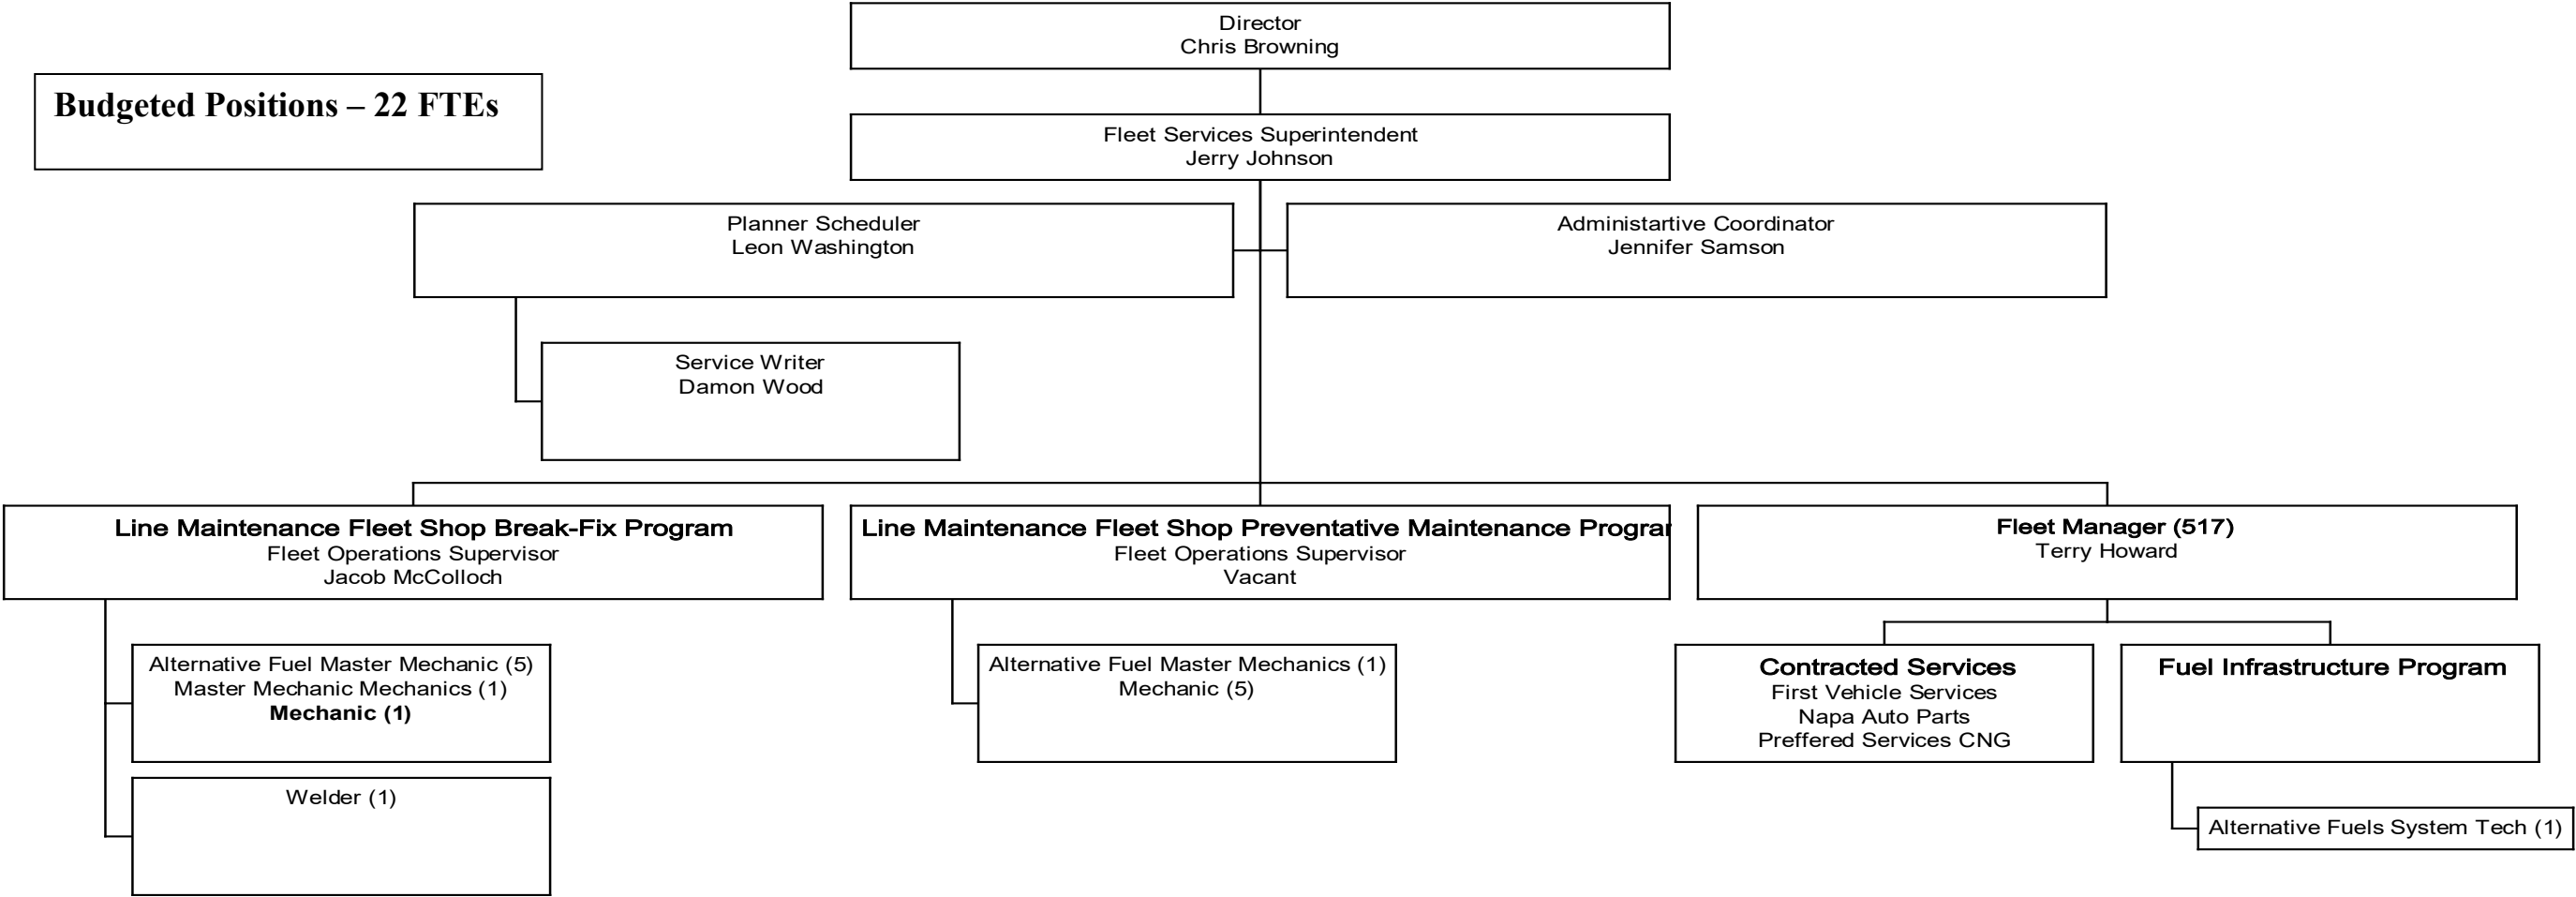 Director
Chris Browning
Budgeted Positions – 22 FTEs
Fleet Services Superintendent
Jerry Johnson
Planner Scheduler
Leon Washington
Administartive Coordinator
Jennifer Samson
Service Writer
Damon Wood
Line Maintenance Fleet Shop Break-Fix Program
Fleet Operations Supervisor
Jacob McColloch
Line Maintenance Fleet Shop Preventative Maintenance Progra
Fleet Operations Supervisor
Vacant
Fleet Manager (517)
Terry Howard
Alternative Fuel Master Mechanic (5)
Master Mechanic Mechanics (1)
Mechanic (1)
Welder (1)
Alternative Fuel Master Mechanics (1)
Mechanic (5)
Contracted Services
First Vehicle Services
Napa Auto Parts
Preffered Services CNG
Fuel Infrastructure Program
Alternative Fuels System Tech (1)